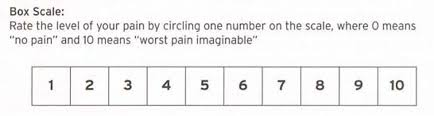 Box Scale:
Rate the level of your pain by circling one number on the scale, where 0 means
"no pain" and 10 means "worst pain imaginable"
1 2 3 4 5 6 7 8 9 10